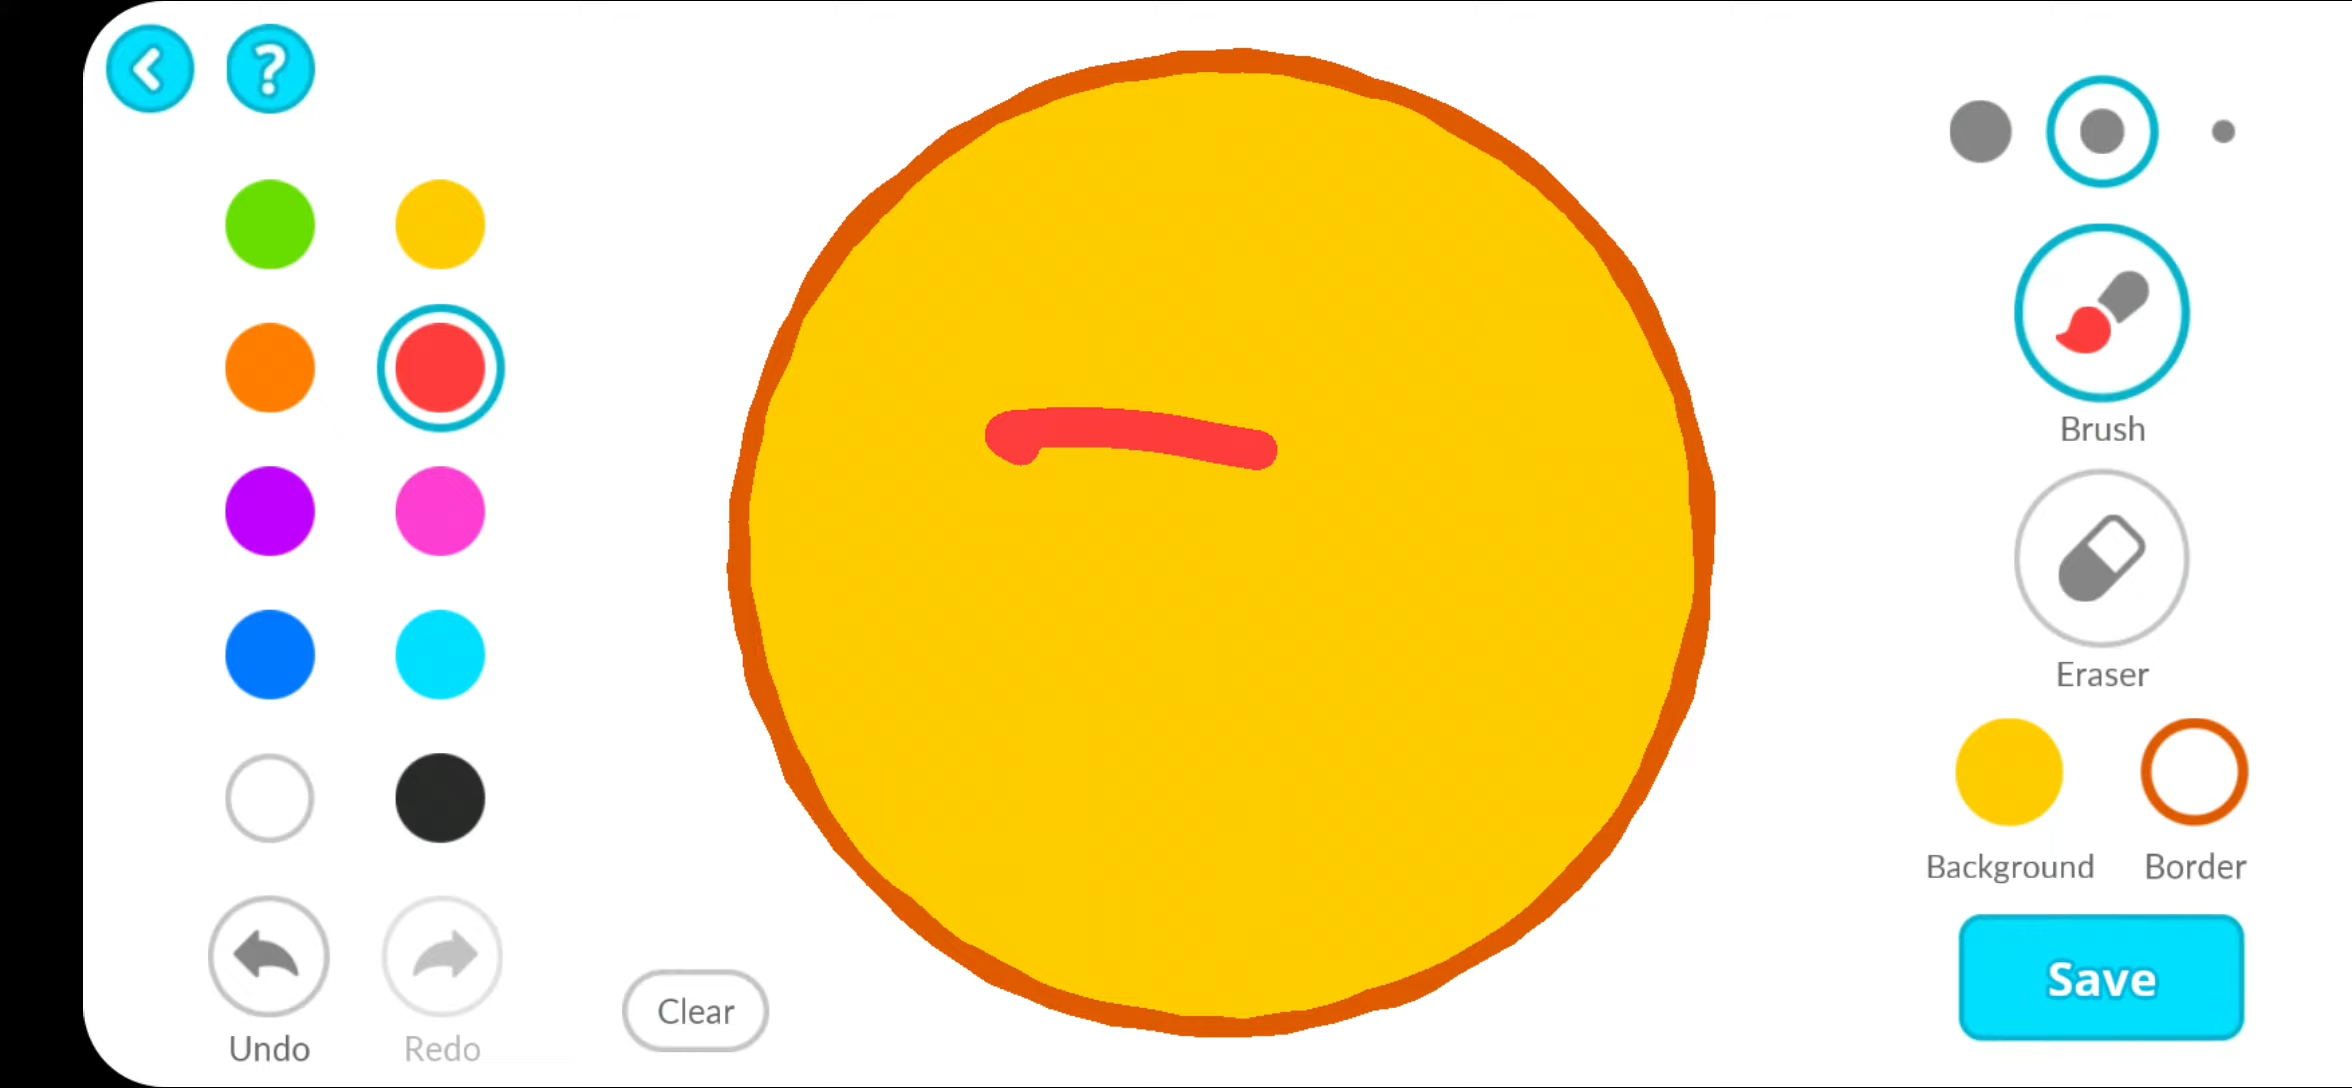 ?
Brush
Eraser
Background
Border
Save
Clear
Undo
Redo